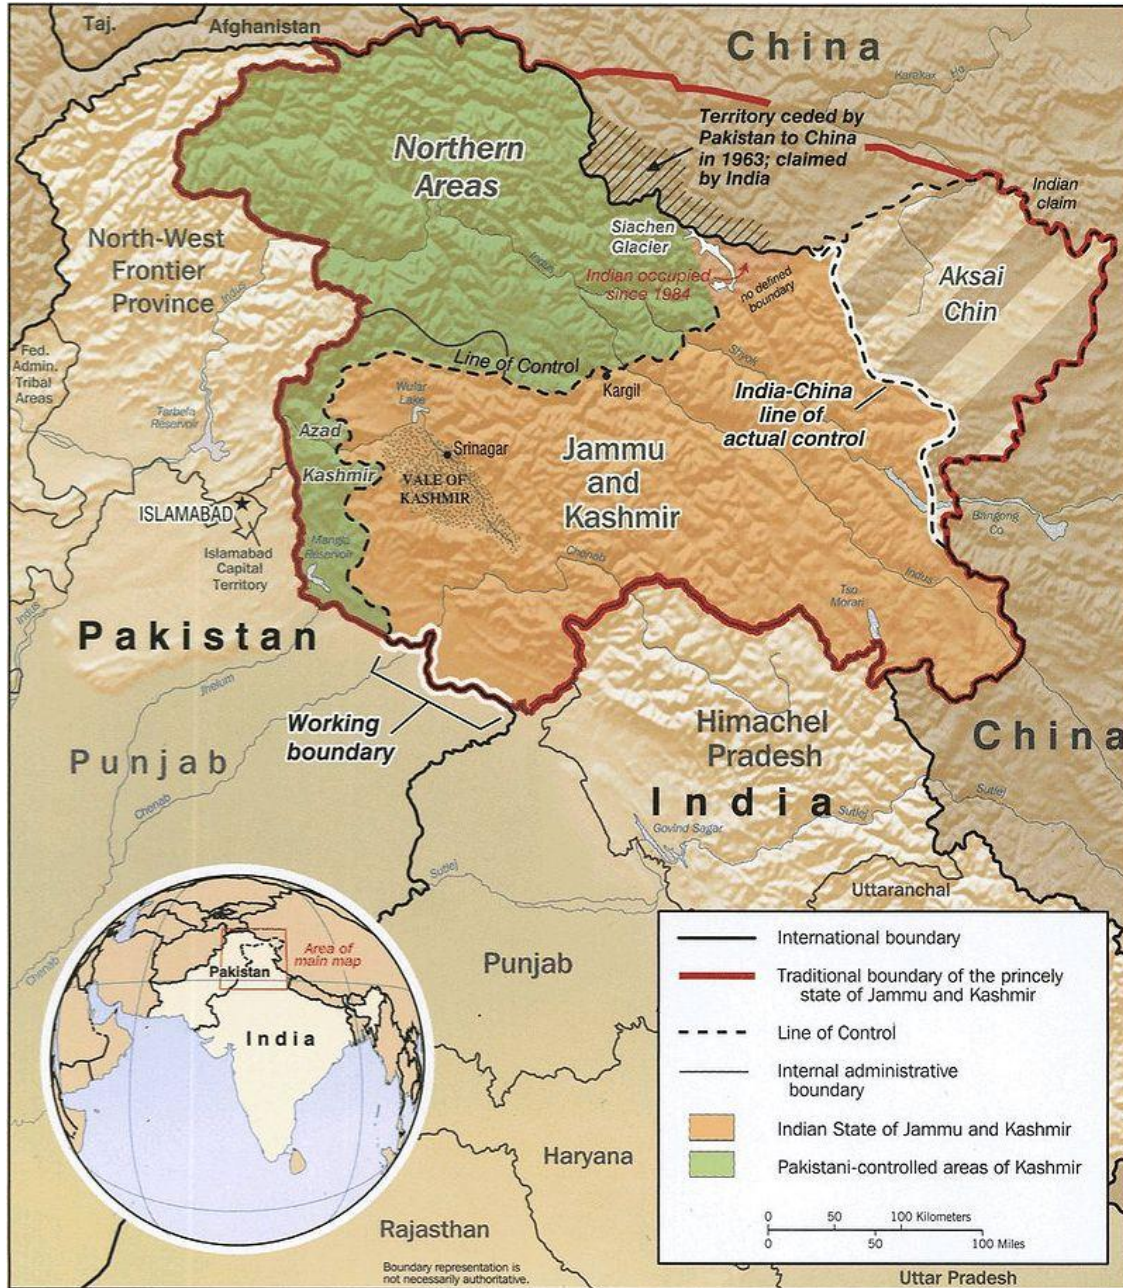 Taj.
Afghanistan
China
Karakax He
Territory ceded by
Pakistan to China
in 1963; claimed
by India
Northern
Areas
Indian
claim
Siachen
Glacier
North-West
Frontier
Province
Indus
Indus
Indian occupied
since 1984
no defined
boundary
Aksai
Chin
Fed.
Admin.
Tribal
Areas
Line of Control
Shyok
Kargil
India-China
line of
actual control
Wular
Lake
Tarbela
Reservoir
Azad
Kashmir
Srinagar
VALE OF
KASHMIR
Jammu
and
Kashmir
ISLAMABAD
Islamabad
Capital
Territory
Mangla
Reservoir
Bangong
Co
Chenab
Indus
Tso
Morari
Indus
Pakistan
Jhelum
Working
boundary
Himachel
Pradesh
China
Punjab
Chenab
India
Sutlej
Sutlej
Govind Sagar
Sutlej
Uttaranchal
Chenab
Area of
main map
Pakistan
India
Punjab
Haryana
Rajasthan
Uttar Pradesh
Boundary representation is
not necessarily authoritative.
International boundary
Traditional boundary of the princely
state of Jammu and Kashmir
Line of Control
Internal administrative
boundary
Indian State of Jammu and Kashmir
Pakistani-controlled areas of Kashmir
0 50 100 Kilometers
0 50 100 Miles